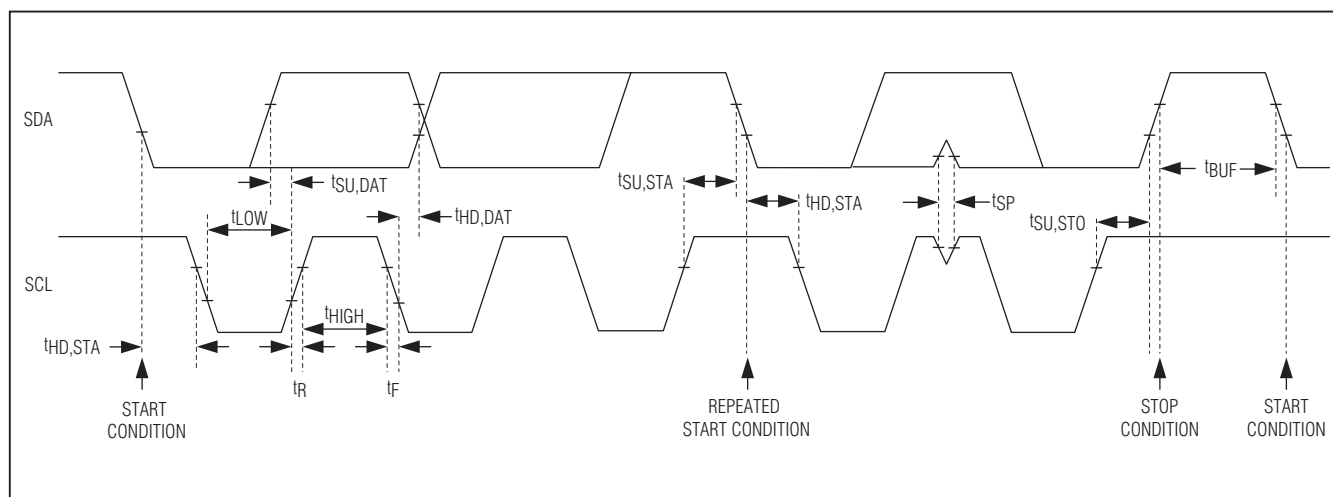 SDA
tSU,DAT
tLOW
tHD,DAT
tSU,STA
tHD,STA
tSP
tBUF
tSU,STO
SCL
tHIGH
tHD,STA
tR
tF
START
CONDITION
REPEATED
START CONDITION
STOP
CONDITION
START
CONDITION